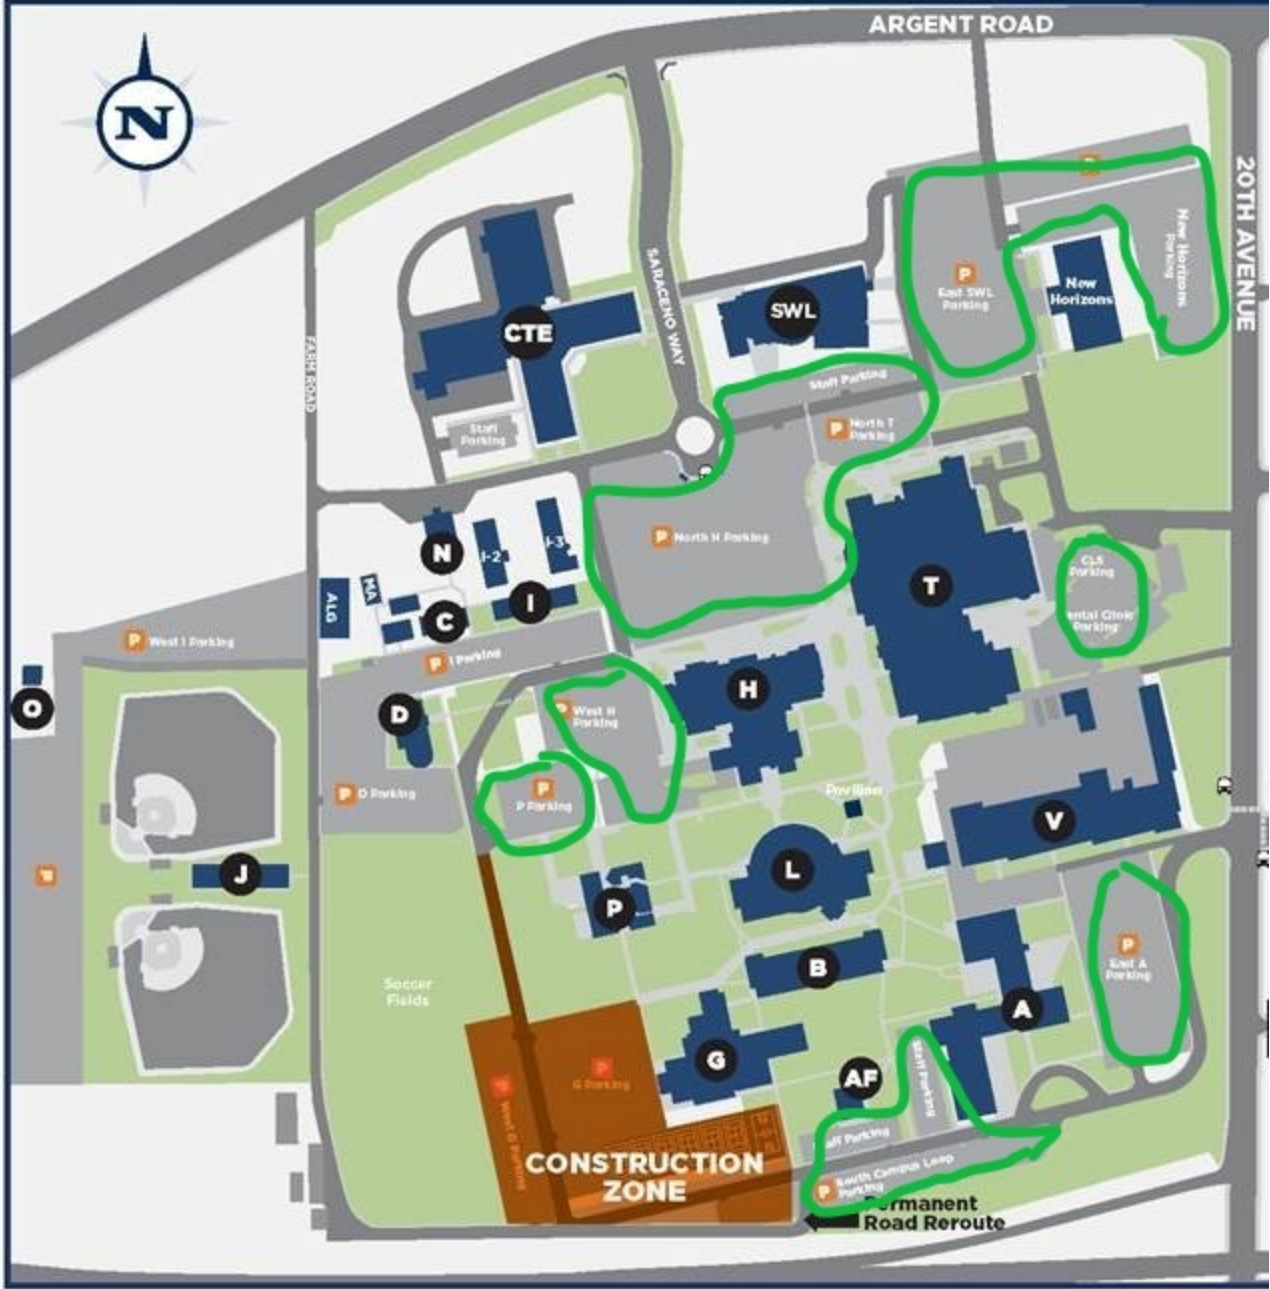 ARGENT ROAD
N
20TH AVENUE
P
New Horizons
Parking
P
East SWL
Parking
New
Horizons
SARACENO WAY
SWL
CTE
FARM ROAD
Staff Parking
P North T
Parking
Staff
Parking
P North H Parking
N
I-2
I-3
T
CLS
Parking
Dental Clinic
Parking
ALG
MA
C
I
P West I Parking
P I Parking
O
D
H
P West H
Parking
P D Parking
P
P Parking
Pavilion
V
L
P
J
P
P
East A
Parking
B
Soccer
Fields
A
G
AF
P
G Parking
P West G Parking
Staff Parking
Staff Parking
CONSTRUCTION
ZONE
P South Campus Loop
Parking
Permanent
Road Reroute